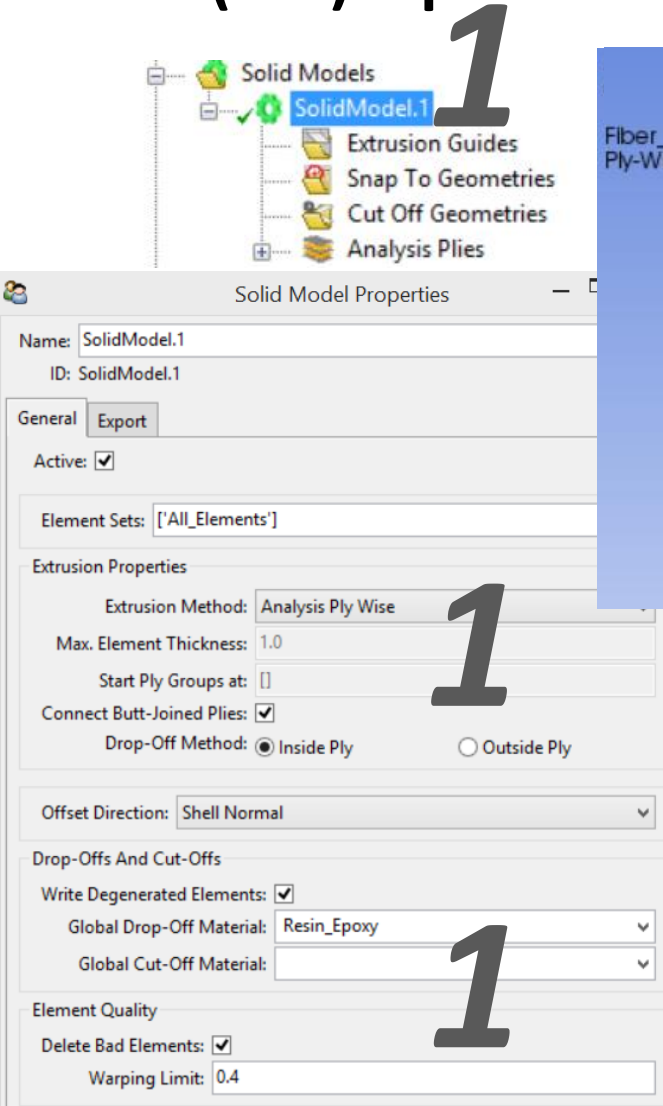 1
Solid Models
SolidModel.1
Extrusion Guides
Snap To Geometries
Cut Off Geometries
Analysis Plies
Fiber_
Ply-W
Solid Model Properties
Name: SolidModel.1
ID: SolidModel.1
General Export
Active:
Element Sets: ['All_Elements']
Extrusion Properties
Extrusion Method: Analysis Ply Wise
1
Max. Element Thickness: 1.0
Start Ply Groups at: []
Connect Butt-Joined Plies:
Drop-Off Method: Inside Ply Outside Ply
Offset Direction: Shell Normal
Drop-Offs And Cut-Offs
Write Degenerated Elements:
Global Drop-Off Material: Resin_Epoxy
Global Cut-Off Material:
1
Element Quality
Delete Bad Elements:
Warping Limit: 0.4